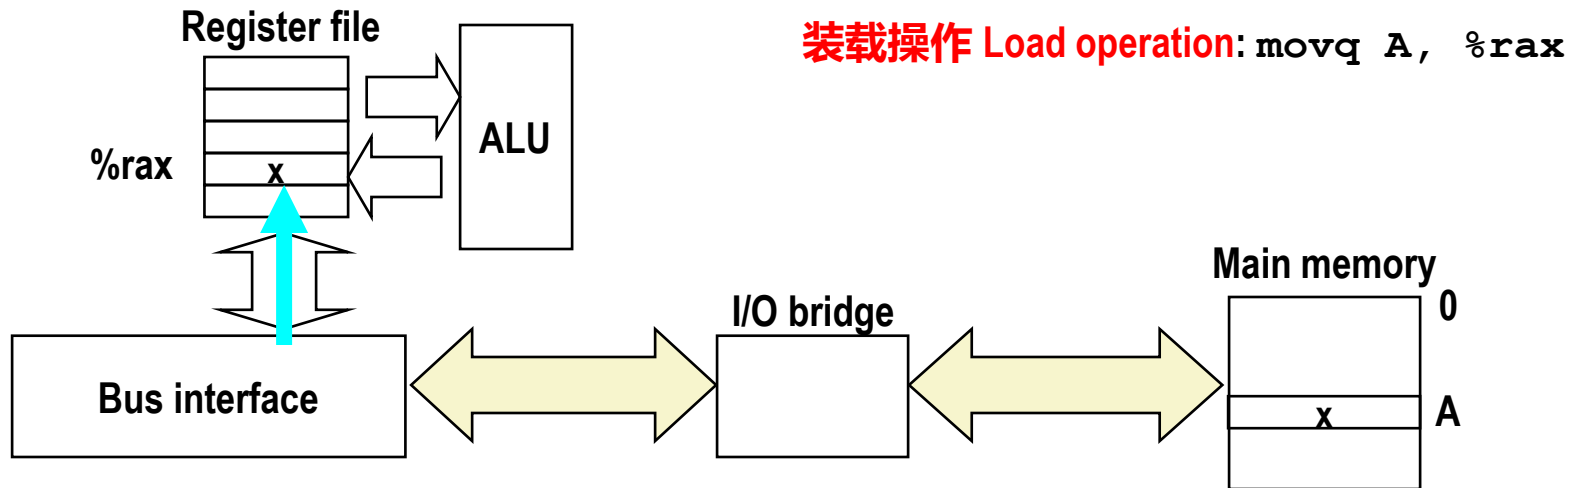 Register file
装载操作 Load operation: movq A, %rax
ALU
%rax
x
Main memory
I/O bridge
0
Bus interface
x
A